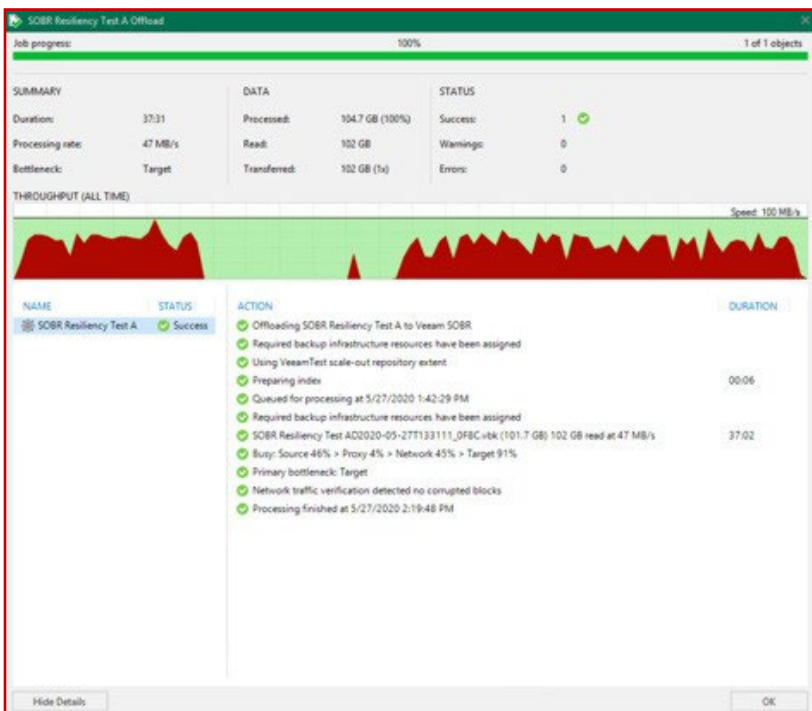 SOBR Resiliency Test A Offload
Job progress: 100% 1 of 1 objects
SUMMARY DATA STATUS
Duration: 37:31 Processed: 104.7 GB (100%) Success: 1
Processing rate: 47 MB/s Read: 102 GB Warnings: 0
Bottleneck: Target Transferred: 102 GB (1x) Errors: 0
THROUGHPUT (ALL TIME)
Speed: 100 MB/s
NAME STATUS ACTION DURATION
SOBR Resiliency Test A Success Offloading SOBR Resiliency Test A to Veeam SOBR
Required backup infrastructure resources have been assigned
Using VeeamTest scale-out repository extent
Preparing index 00:06
Queued for processing at 5/27/2020 1:42:29 PM
Required backup infrastructure resources have been assigned
SOBR Resiliency Test AD2020-05-27T133111_0F8C.vbk (101.7 GB) 102 GB read at 47 MB/s 37:02
Busy: Source 46% > Proxy 4% > Network 45% > Target 91%
Primary bottleneck: Target
Network traffic verification detected no corrupted blocks
Processing finished at 5/27/2020 2:19:48 PM
Hide Details OK